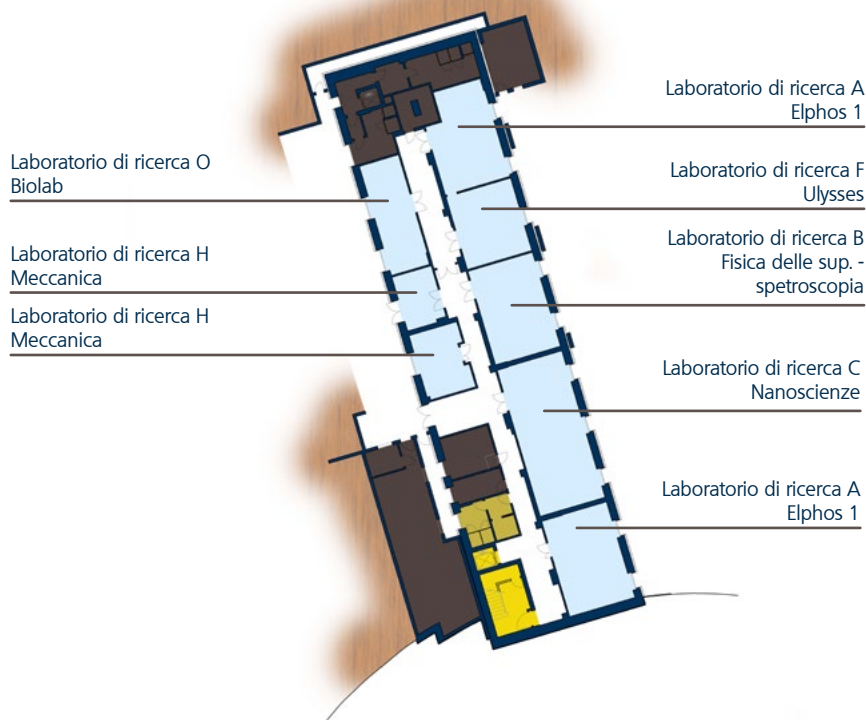 Laboratorio di ricerca O
Biolab
Laboratorio di ricerca H
Meccanica
Laboratorio di ricerca H
Meccanica
Laboratorio di ricerca A
Elphos 1
Laboratorio di ricerca F
Ulysses
Laboratorio di ricerca B
Fisica delle sup. -
spetroscopia
Laboratorio di ricerca C
Nanoscienze
Laboratorio di ricerca A
Elphos 1